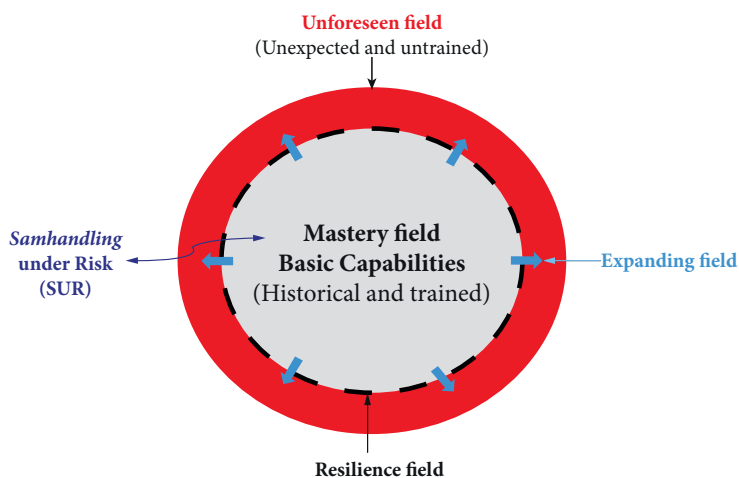 Unforeseen field
(Unexpected and untrained)
Samhandling
under Risk
(SUR)
Mastery field
Basic Capabilities
(Historical and trained)
Expanding field
Resilience field